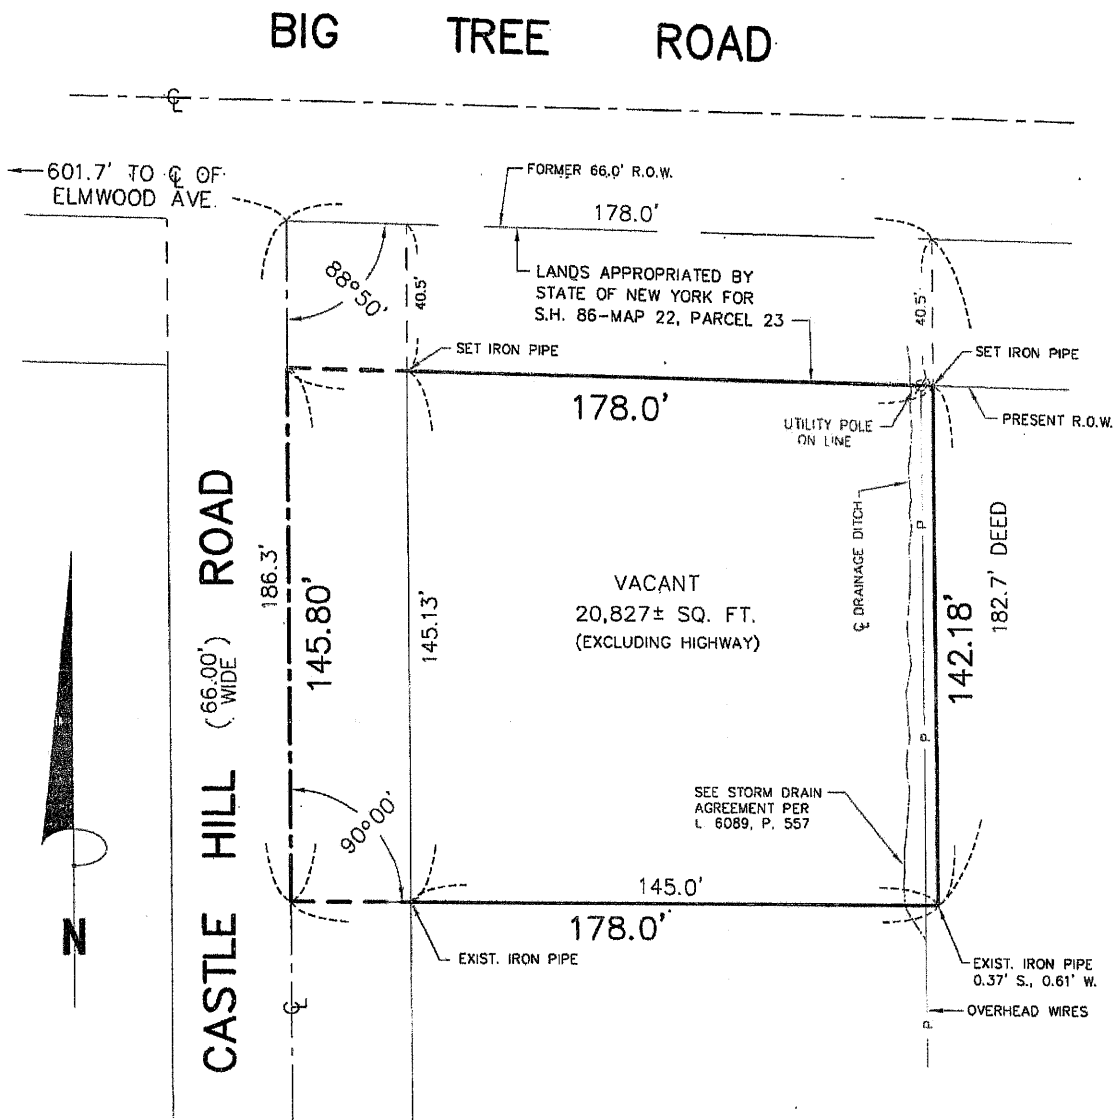 BIG TREE ROAD
℄
601.7' TO ℄ OF
ELMWOOD AVE.
FORMER 66.0' R.O.W.
178.0'
88°50'
LANDS APPROPRIATED BY
STATE OF NEW YORK FOR
S.H. 86-MAP 22, PARCEL 23
40.5'
40.5'
SET IRON PIPE
SET IRON PIPE
178.0'
UTILITY POLE
ON LINE
PRESENT R.O.W.
CASTLE HILL (66.00' WIDE) ROAD
186.3'
145.80'
145.13'
VACANT
20,827± SQ. FT.
(EXCLUDING HIGHWAY)
℄ DRAINAGE DITCH
P
142.18'
182.7' DEED
P
SEE STORM DRAIN
AGREEMENT PER
L 6089, P. 557
90°00'
145.0'
178.0'
N
EXIST. IRON PIPE
EXIST. IRON PIPE
0.37' S., 0.61' W.
℄
OVERHEAD WIRES
P